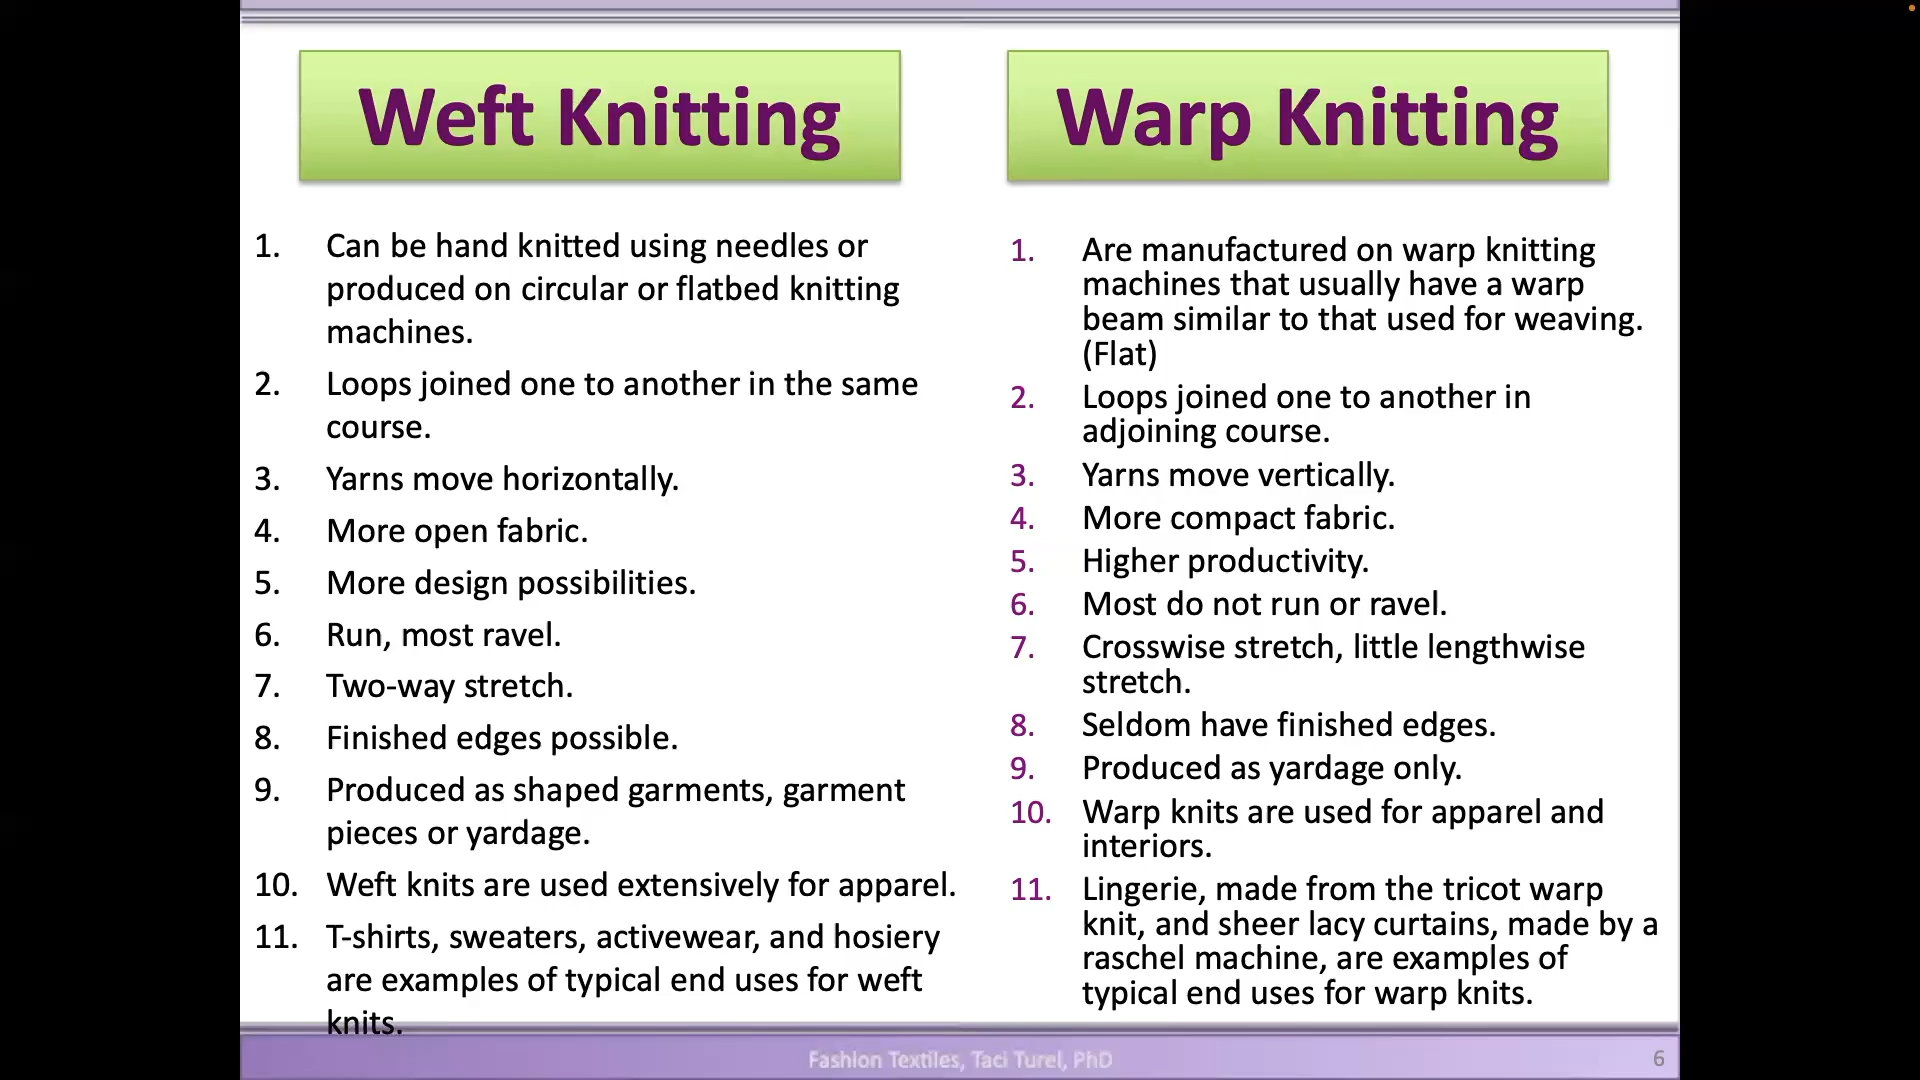 Weft Knitting
1. Can be hand knitted using needles or
produced on circular or flatbed knitting
machines.
2. Loops joined one to another in the same
course.
3. Yarns move horizontally.
4. More open fabric.
5. More design possibilities.
6. Run, most ravel.
7. Two-way stretch.
8. Finished edges possible.
9. Produced as shaped garments, garment
pieces or yardage.
10. Weft knits are used extensively for apparel.
11. T-shirts, sweaters, activewear, and hosiery
are examples of typical end uses for weft
knits.
Warp Knitting
1. Are manufactured on warp knitting
machines that usually have a warp
beam similar to that used for weaving.
(Flat)
2. Loops joined one to another in
adjoining course.
3. Yarns move vertically.
4. More compact fabric.
5. Higher productivity.
6. Most do not run or ravel.
7. Crosswise stretch, little lengthwise
stretch.
8. Seldom have finished edges.
9. Produced as yardage only.
10. Warp knits are used for apparel and
interiors.
11. Lingerie, made from the tricot warp
knit, and sheer lacy curtains, made by a
raschel machine, are examples of
typical end uses for warp knits.
Fashion Textiles, Taci Turel, PhD
6